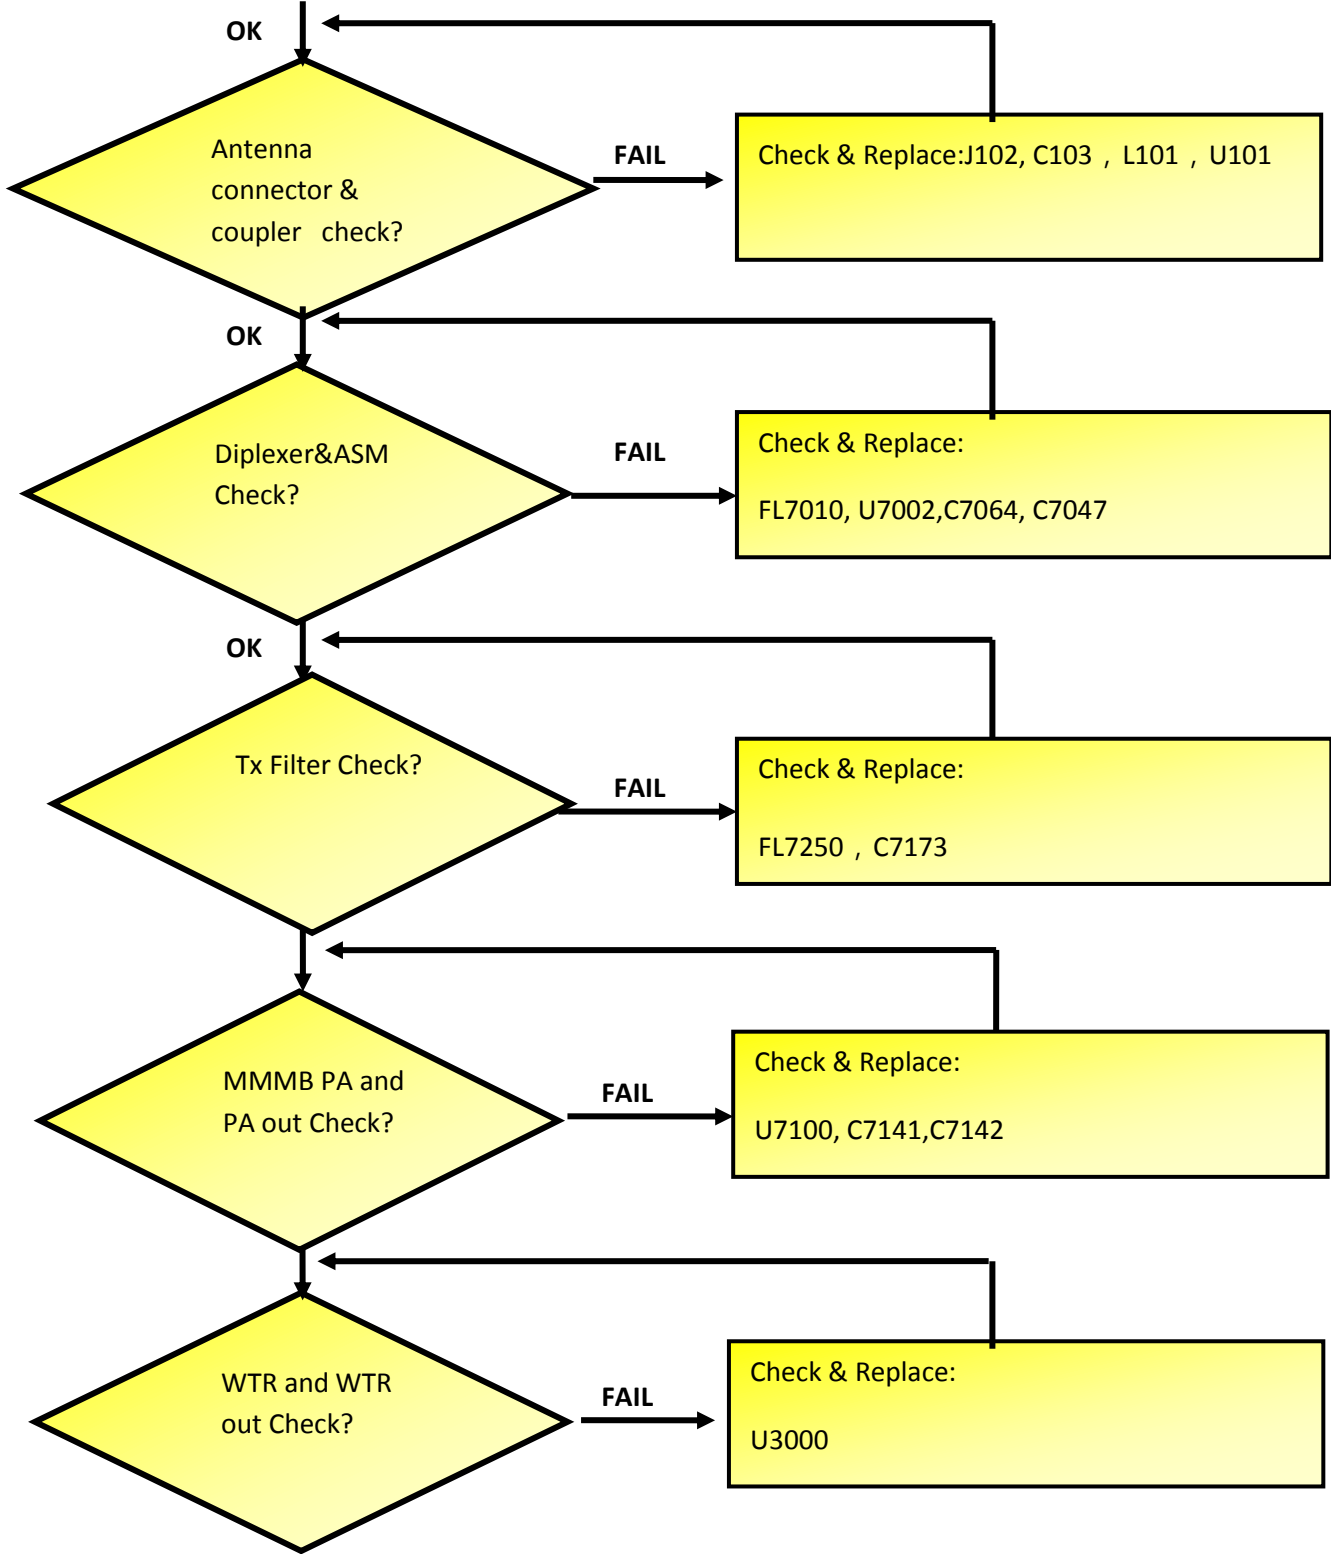 OK
Antenna
connector &
coupler check?
FAIL
Check & Replace:J102, C103 , L101 , U101
OK
Diplexer&ASM
Check?
FAIL
Check & Replace:
FL7010, U7002,C7064, C7047
OK
Tx Filter Check?
FAIL
Check & Replace:
FL7250 , C7173
MMMB PA and
PA out Check?
FAIL
Check & Replace:
U7100, C7141,C7142
WTR and WTR
out Check?
FAIL
Check & Replace:
U3000